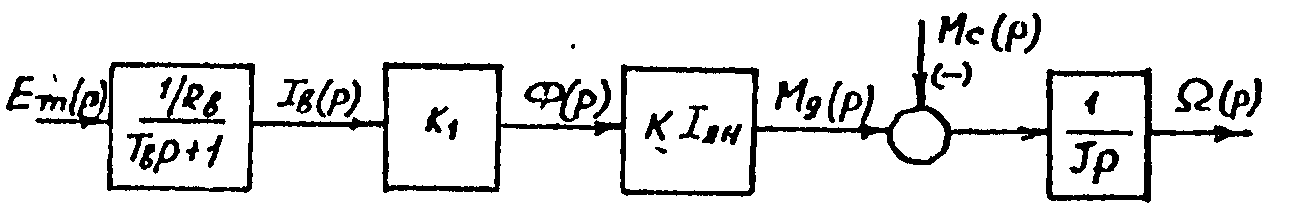 Mc(p)
(-)
Em(p) 1/Rв Iв(p) K₁ Ф(p) K Iян Mg(p) 1 Ω(p)
Tвp+1 Jp